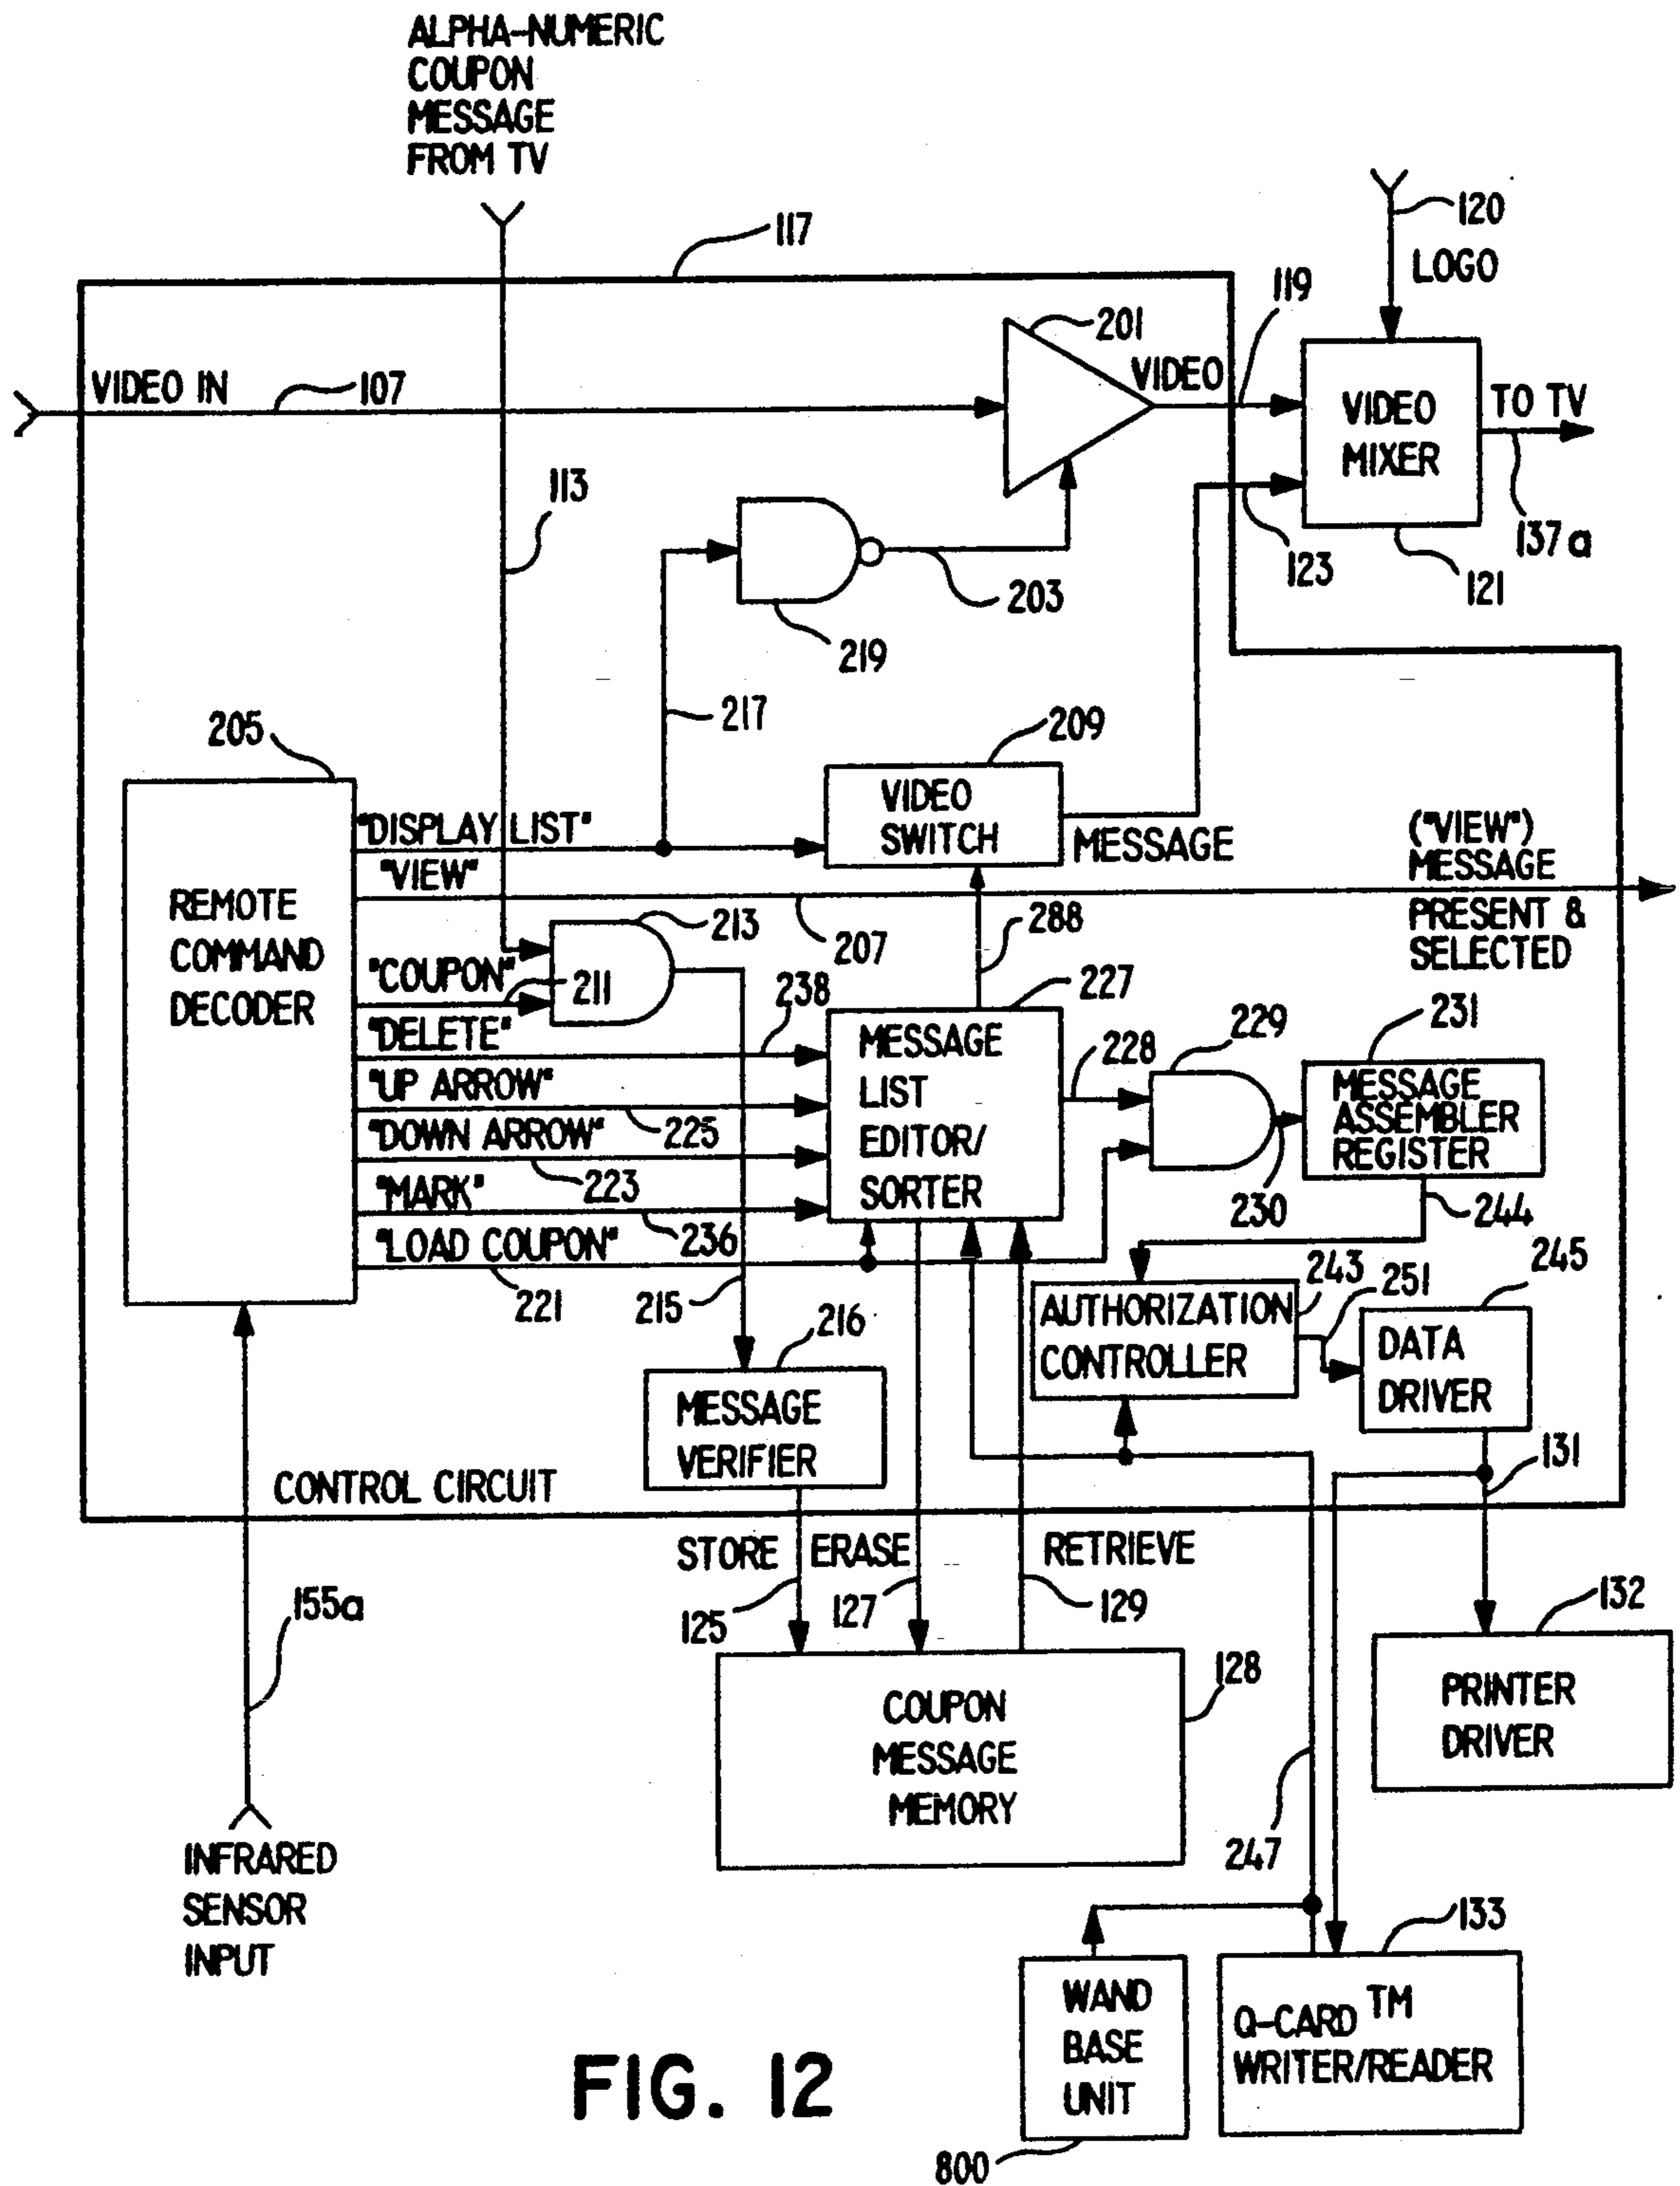 ALPHA-NUMERIC
COUPON
MESSAGE
FROM TV
117
120
LOGO
119
201
VIDEO
VIDEO IN
107
VIDEO
MIXER
TO TV
137a
121
123
113
203
219
217
205
209
VIDEO
SWITCH
MESSAGE
REMOTE
COMMAND
DECODER
"DISPLAY LIST"
"VIEW"
("VIEW")
MESSAGE
PRESENT &
SELECTED
207
288
213
"COUPON"
211
"DELETE"
238
"UP ARROW"
225
"DOWN ARROW"
223
"MARK"
236
"LOAD COUPON"
221
227
MESSAGE
LIST
EDITOR/
SORTER
228
229
230
231
MESSAGE
ASSEMBLER
REGISTER
244
215
216
MESSAGE
VERIFIER
243
AUTHORIZATION
CONTROLLER
251
245
DATA
DRIVER
131
CONTROL CIRCUIT
STORE
ERASE
RETRIEVE
125
127
129
155a
128
COUPON
MESSAGE
MEMORY
132
PRINTER
DRIVER
247
INFRARED
SENSOR
INPUT
133
WAND
BASE
UNIT
800
Q-CARD TM
WRITER/READER
FIG. 12